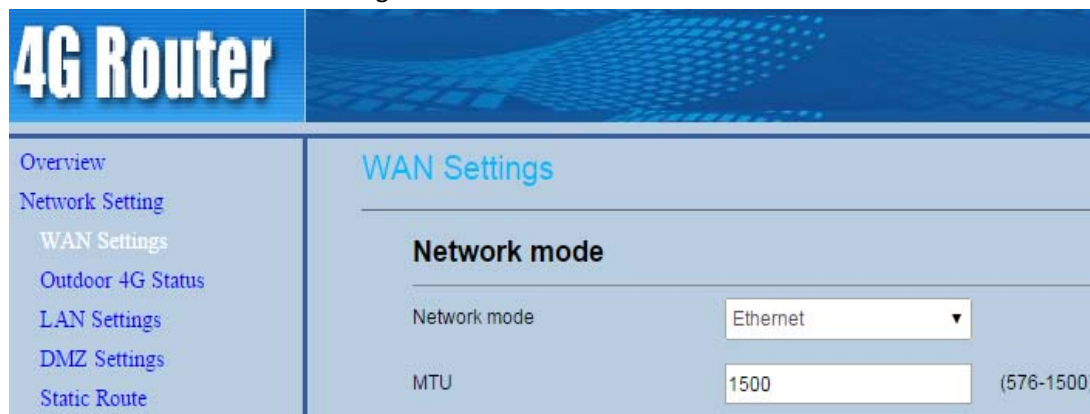 4G Router
Overview
Network Setting
WAN Settings
Outdoor 4G Status
LAN Settings
DMZ Settings
Static Route
WAN Settings
Network mode
Network mode Ethernet
MTU 1500 (576-1500